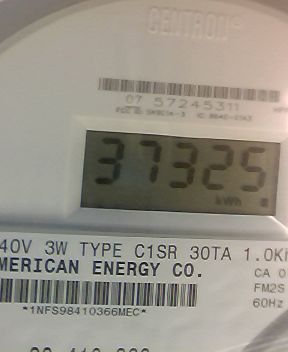 CENTRON®
07 57245311
37325
kWh
40V 3W TYPE C1SR 30TA 1.0K
MERICAN ENERGY CO.
CA 0
FM2S
60Hz
*1NFS98410366MEC*